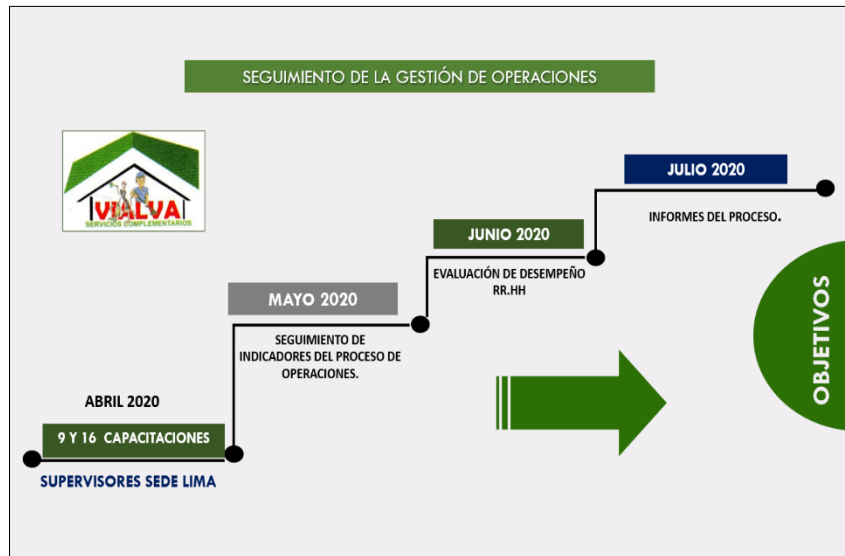 SEGUIMIENTO DE LA GESTIÓN DE OPERACIONES
VIALVA
SERVICIOS COMPLEMENTARIOS
ABRIL 2020
9 Y 16 CAPACITACIONES
SUPERVISORES SEDE LIMA
MAYO 2020
SEGUIMIENTO DE
INDICADORES DEL PROCESO DE
OPERACIONES.
JUNIO 2020
EVALUACIÓN DE DESEMPEÑO
RR.HH
JULIO 2020
INFORMES DEL PROCESO.
OBJETIVOS